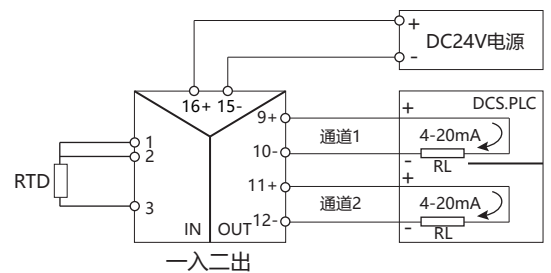 +
DC24V电源
-
16+ 15-
DCS.PLC
9+
+
通道1
4-20mA
10-
-
RL
1
2
RTD
3
11+
+
通道2
4-20mA
12-
-
RL
IN OUT
一入二出